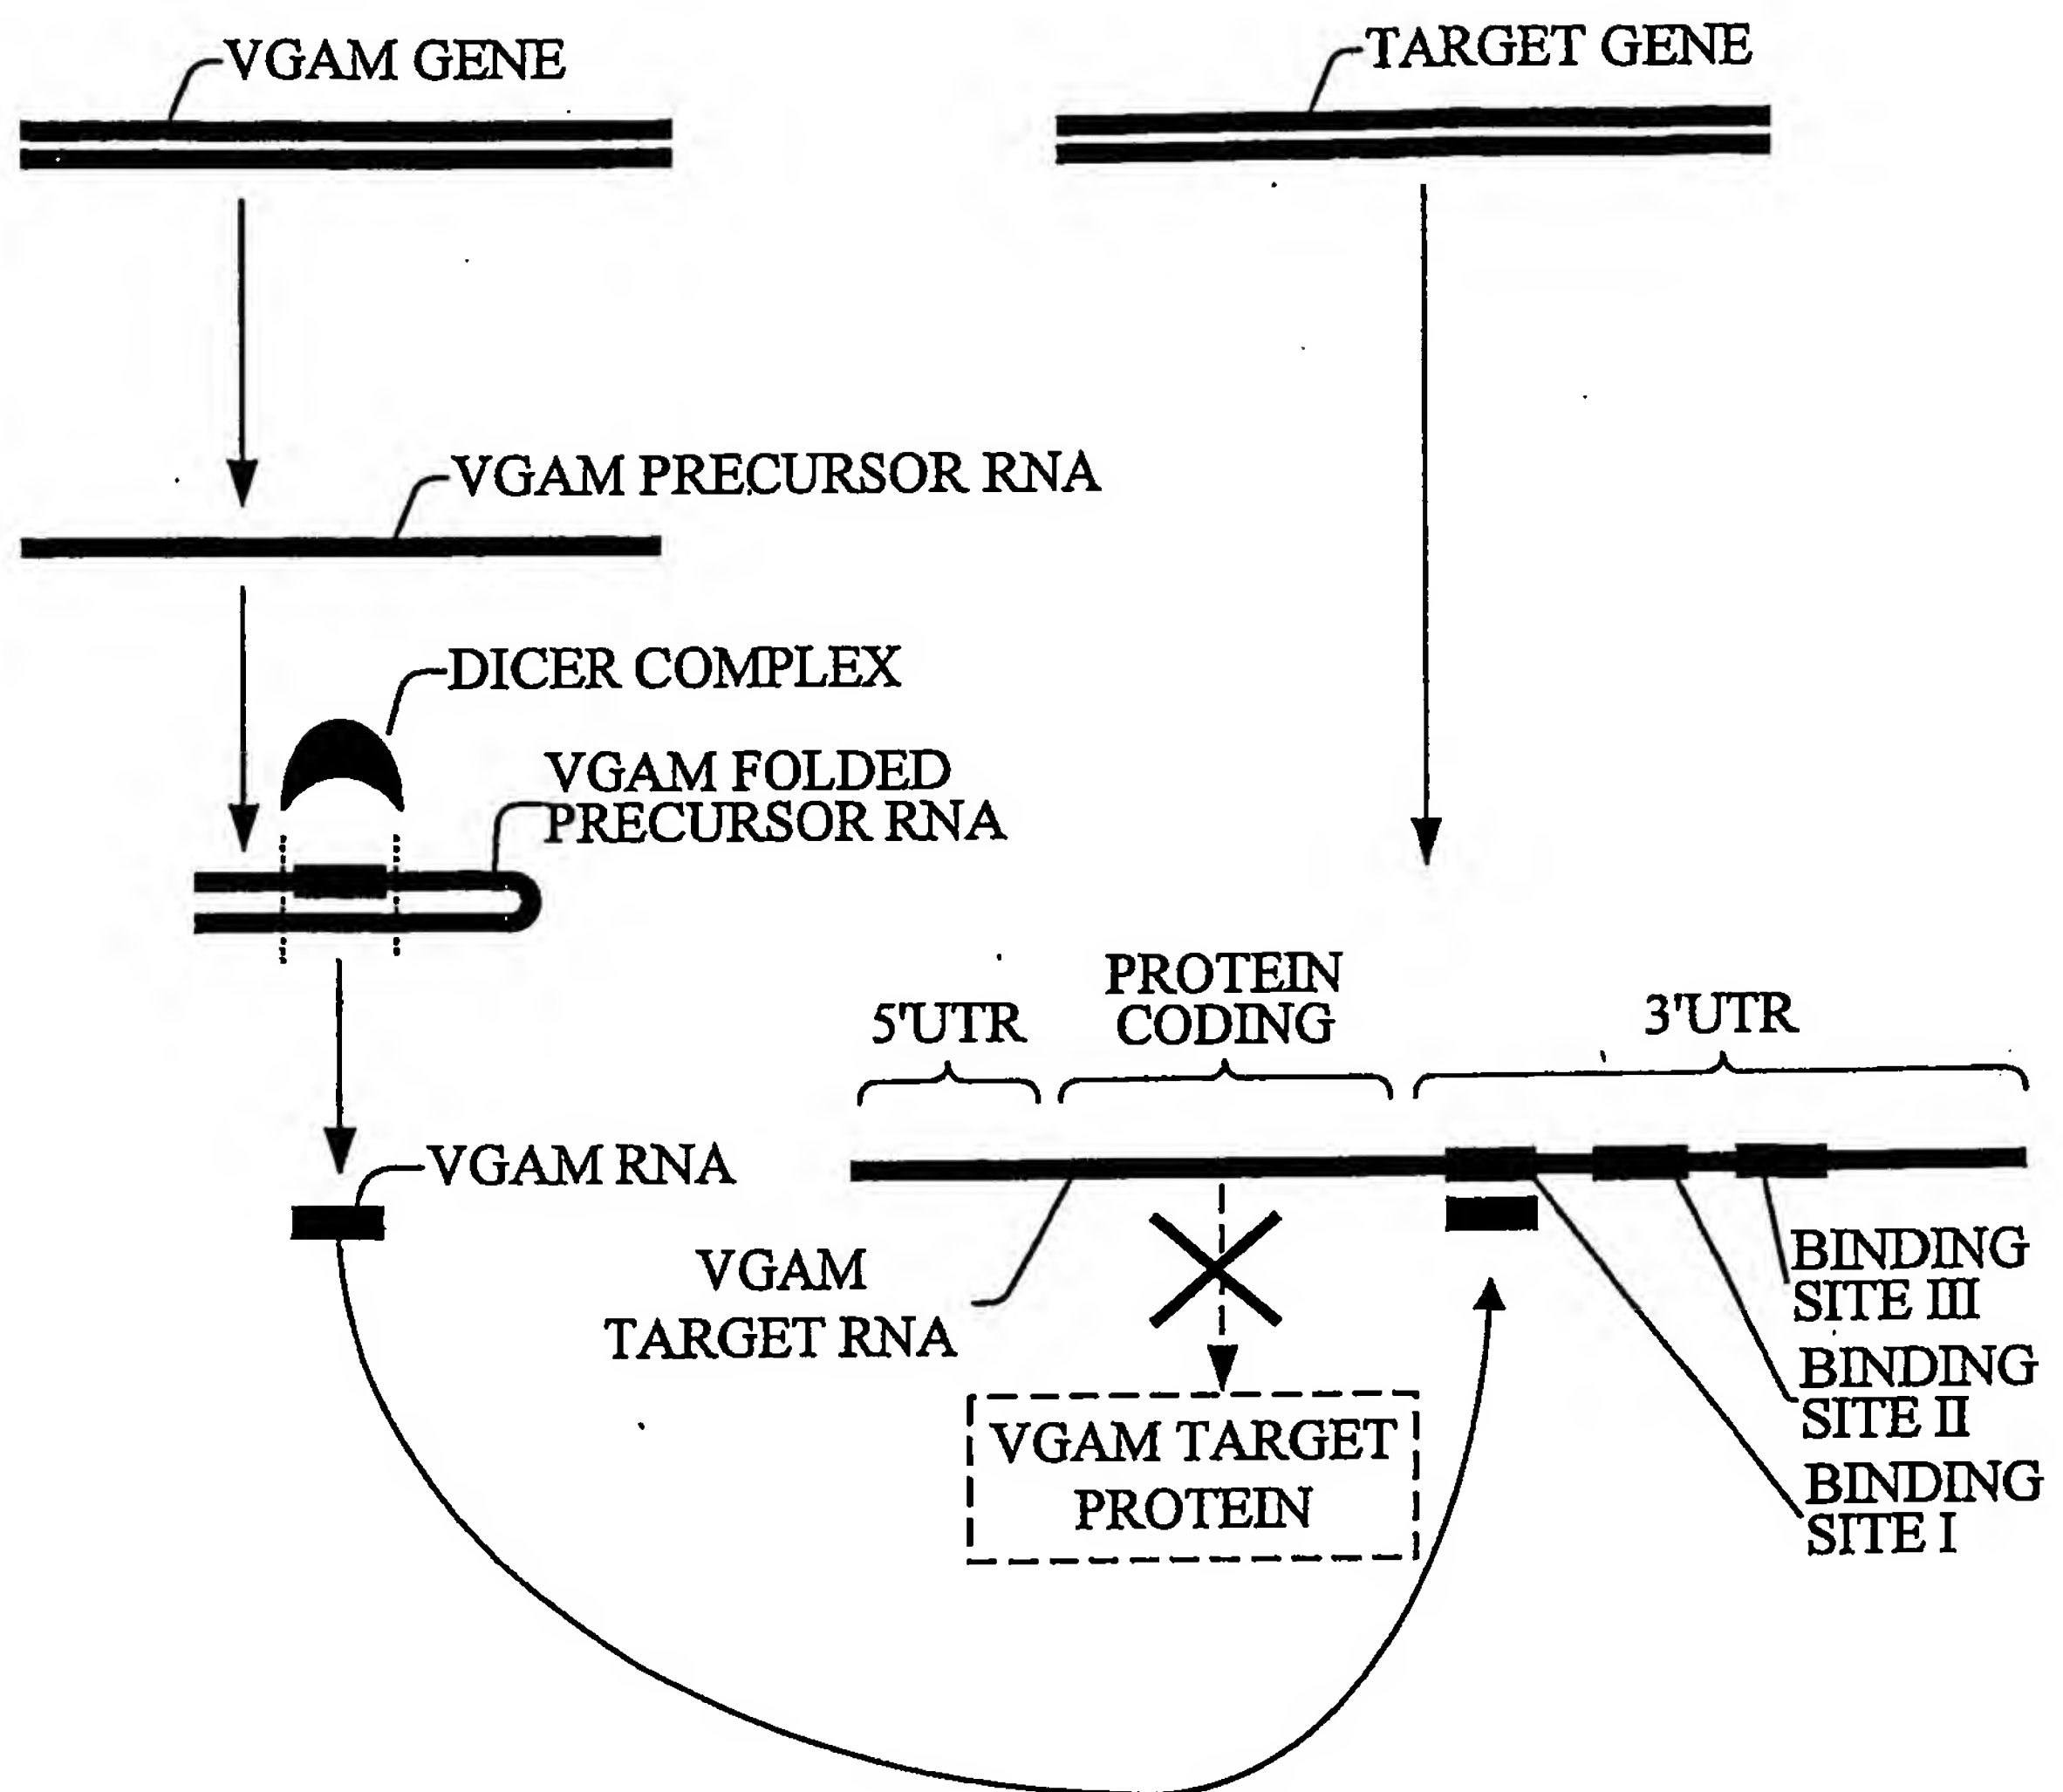 VGAM GENE
TARGET GENE
VGAM PRECURSOR RNA
DICER COMPLEX
VGAM FOLDED
PRECURSOR RNA
5'UTR
PROTEIN
CODING
3'UTR
VGAM RNA
VGAM
TARGET RNA
BINDING
SITE III
BINDING
SITE II
BINDING
SITE I
VGAM TARGET
PROTEIN